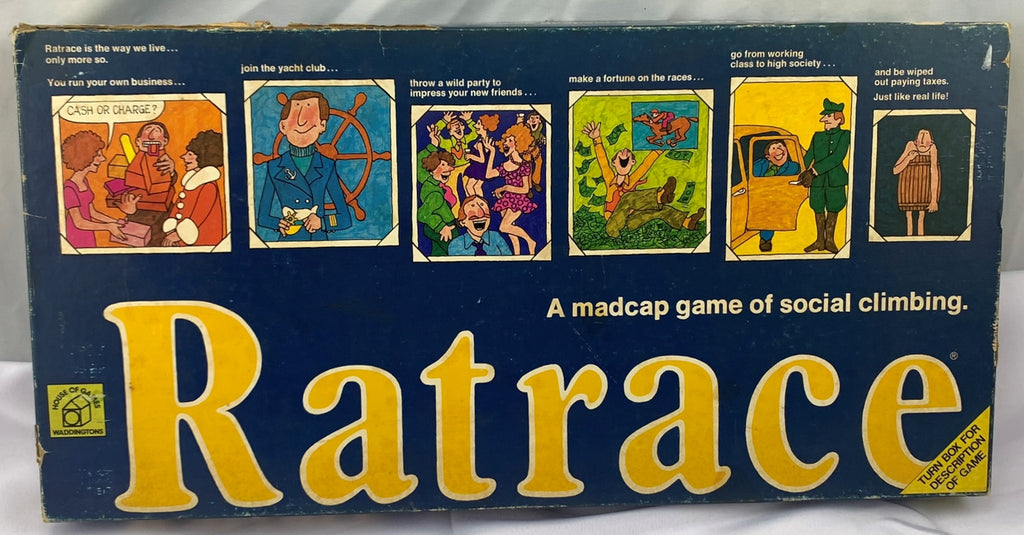 Ratrace is the way we live...
only more so.
You run your own business...
join the yacht club...
throw a wild party to
impress your new friends...
make a fortune on the races...
go from working
class to high society...
and be wiped
out paying taxes.
Just like real life!
CASH OR CHARGE?
A madcap game of social climbing.
Ratrace®
HOUSE OF GAMES
WADDINGTONS
TURN BOX FOR
DESCRIPTION
OF GAME